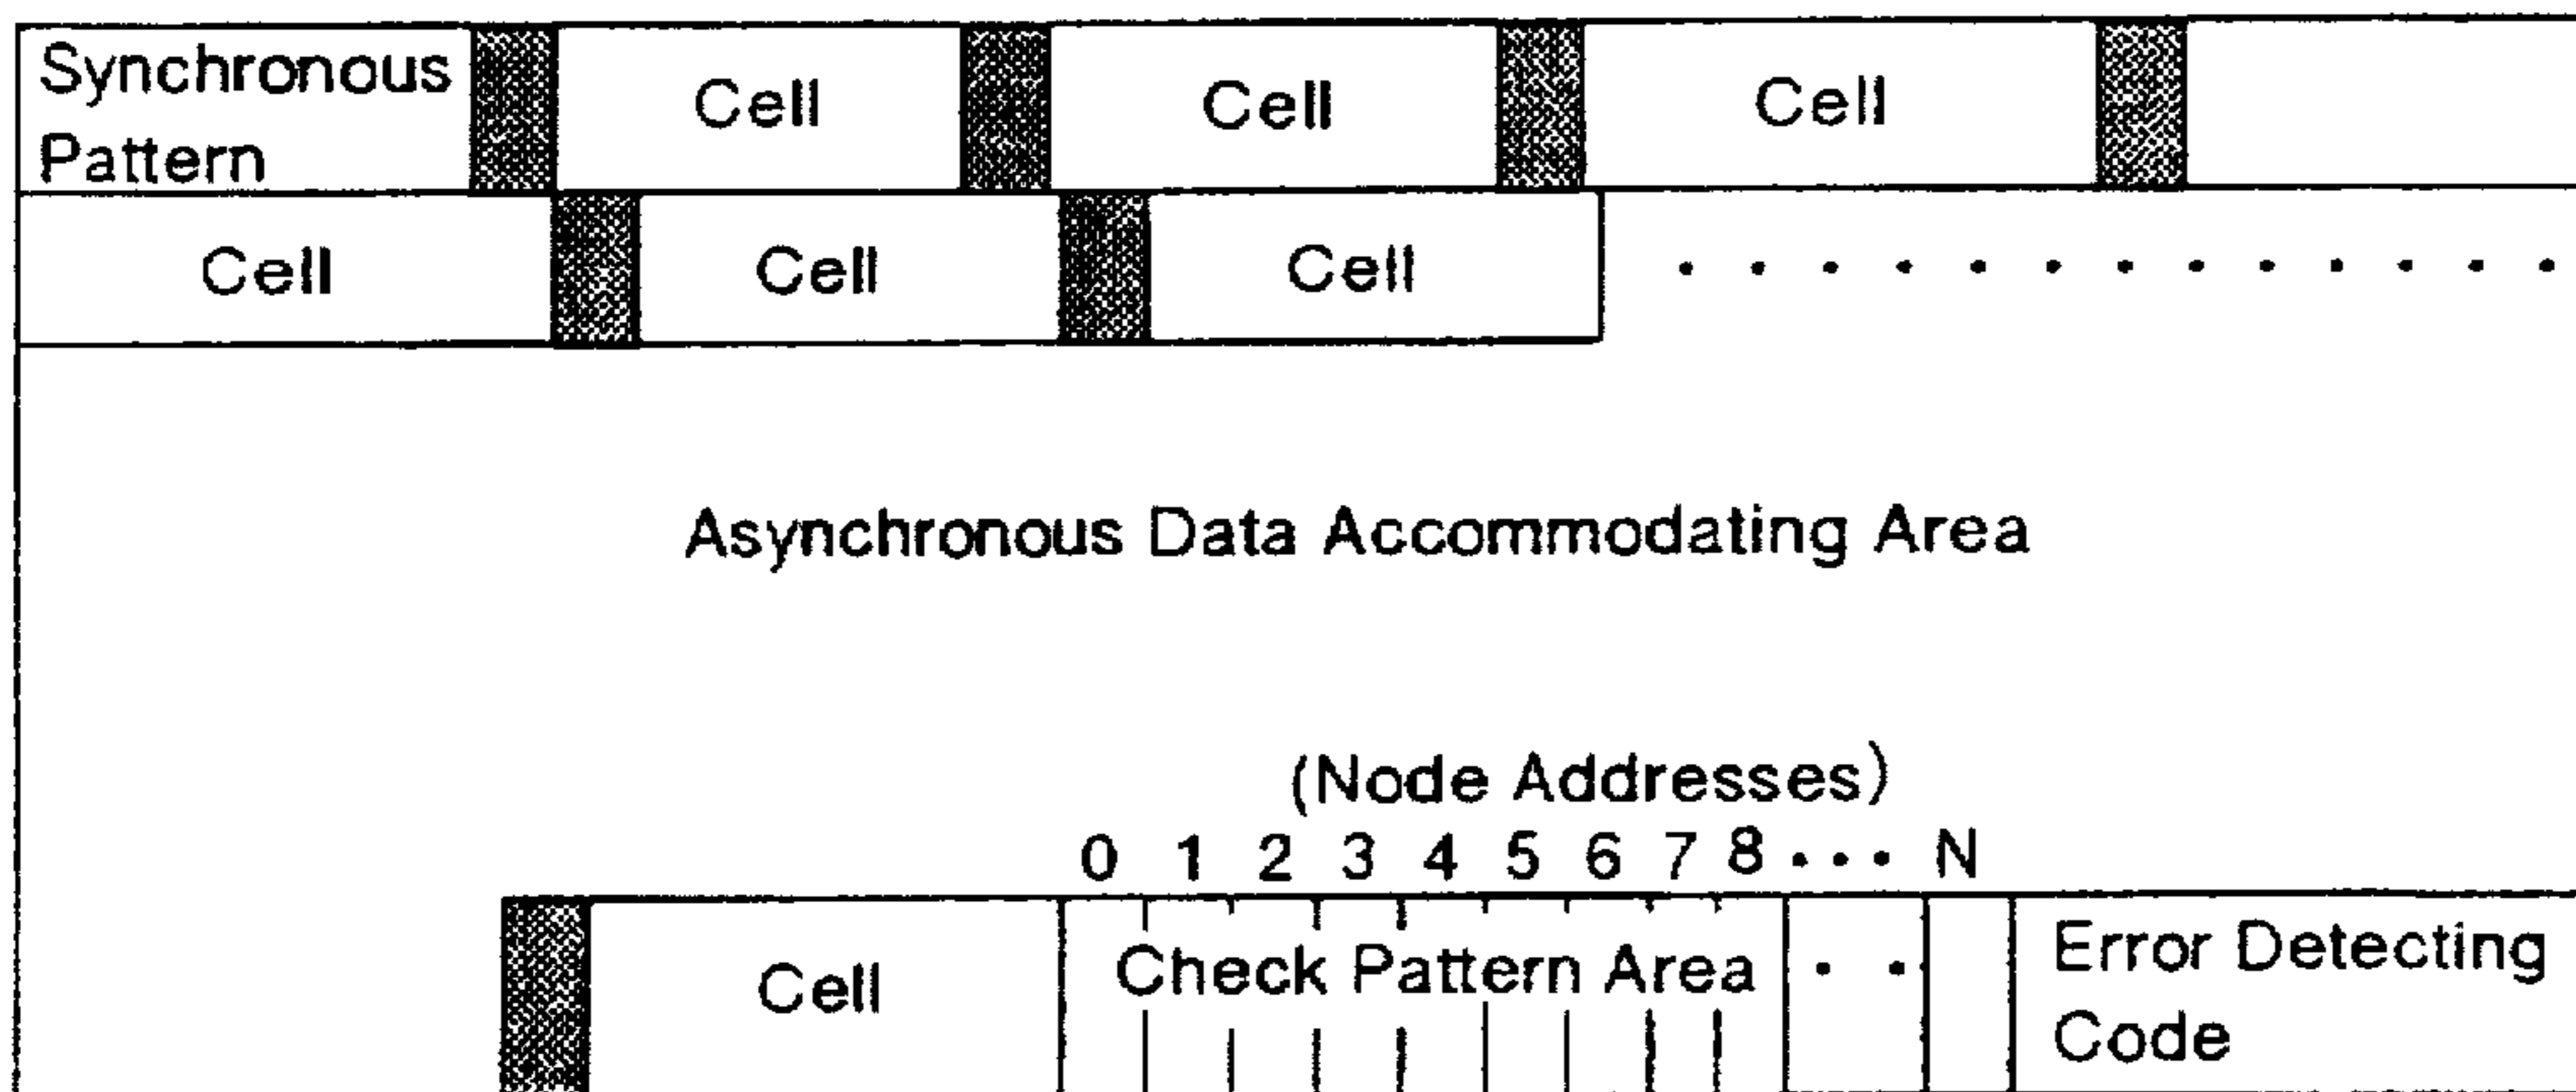 Synchronous
Pattern
Cell Cell Cell
Cell Cell Cell . . . . . . . . . . . . .
Asynchronous Data Accommodating Area
(Node Addresses)
0 1 2 3 4 5 6 7 8 . . . N
Cell Check Pattern Area . . Error Detecting
Code